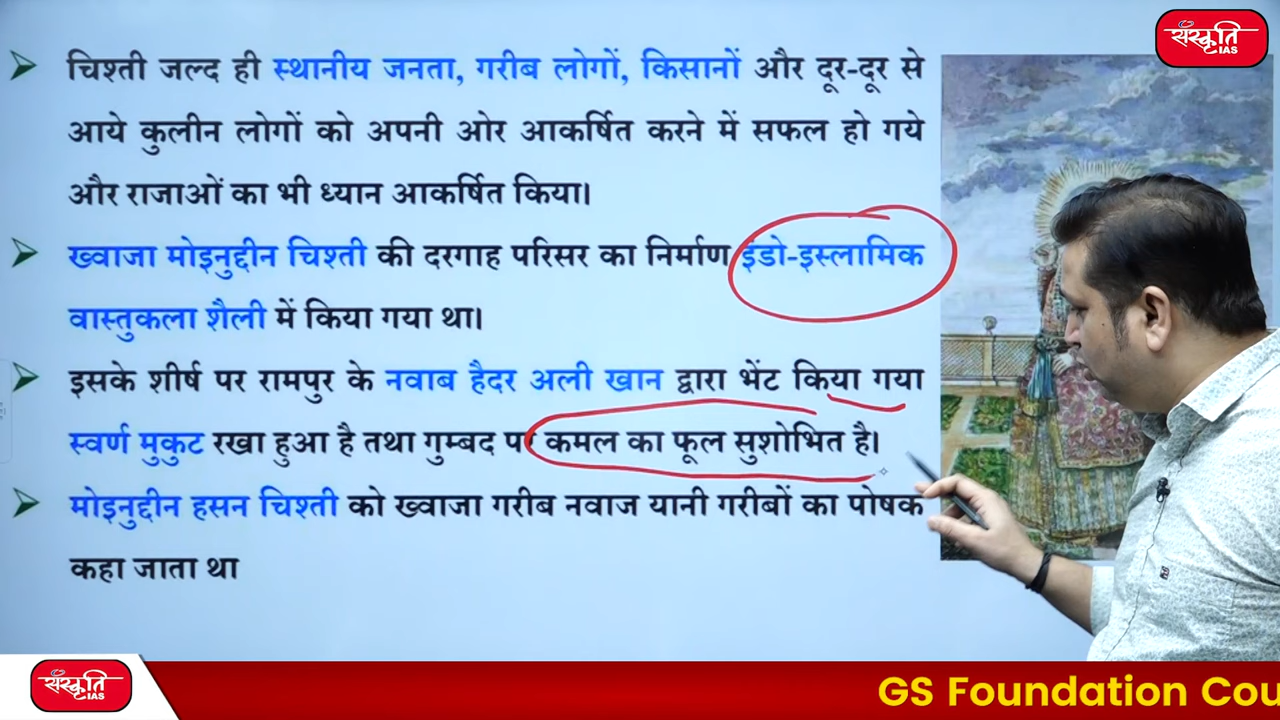 संस्कृति
IAS
चिश्ती जल्द ही स्थानीय जनता, गरीब लोगों, किसानों और दूर-दूर से
आये कुलीन लोगों को अपनी ओर आकर्षित करने में सफल हो गये
और राजाओं का भी ध्यान आकर्षित किया।
ख्वाजा मोइनुद्दीन चिश्ती की दरगाह परिसर का निर्माण इंडो-इस्लामिक
वास्तुकला शैली में किया गया था।
इसके शीर्ष पर रामपुर के नवाब हैदर अली खान द्वारा भेंट किया गया
स्वर्ण मुकुट रखा हुआ है तथा गुम्बद पर कमल का फूल सुशोभित है।
मोइनुद्दीन हसन चिश्ती को ख्वाजा गरीब नवाज यानी गरीबों का पोषक
कहा जाता था
संस्कृति
IAS
GS Foundation Cou